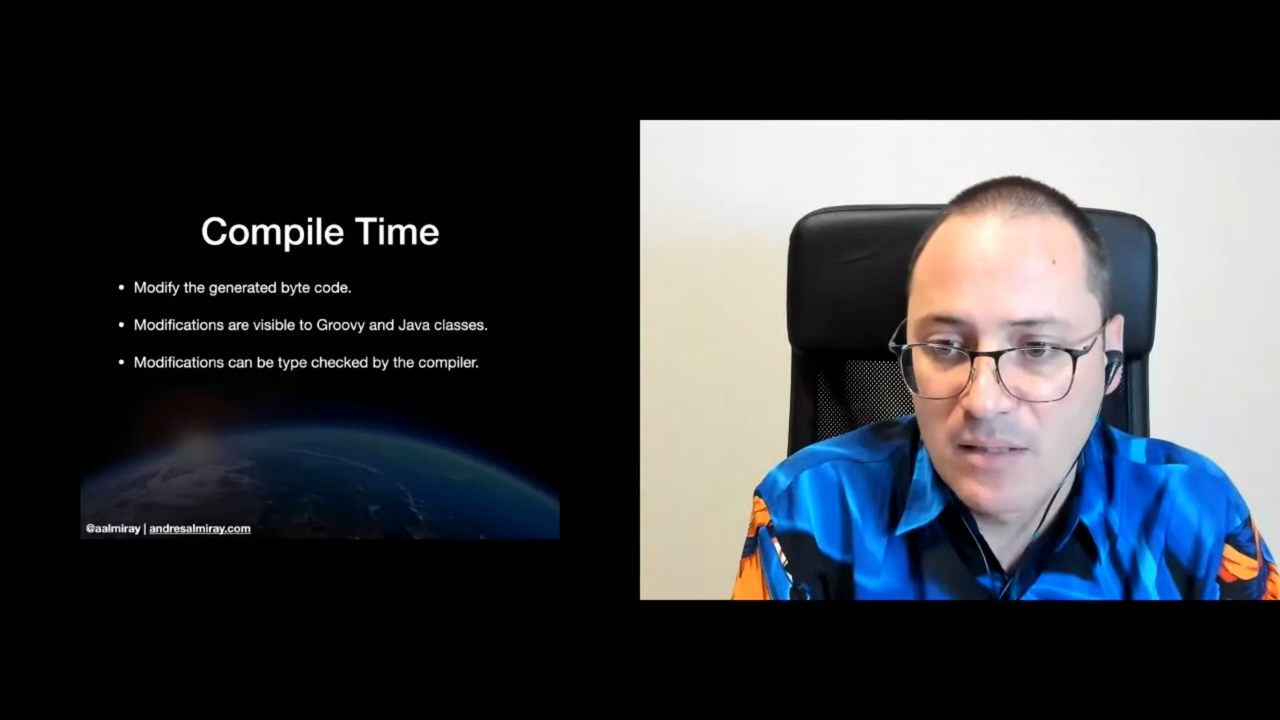 Compile Time
• Modify the generated byte code.
• Modifications are visible to Groovy and Java classes.
• Modifications can be type checked by the compiler.
@aalmiray | andresalmiray.com